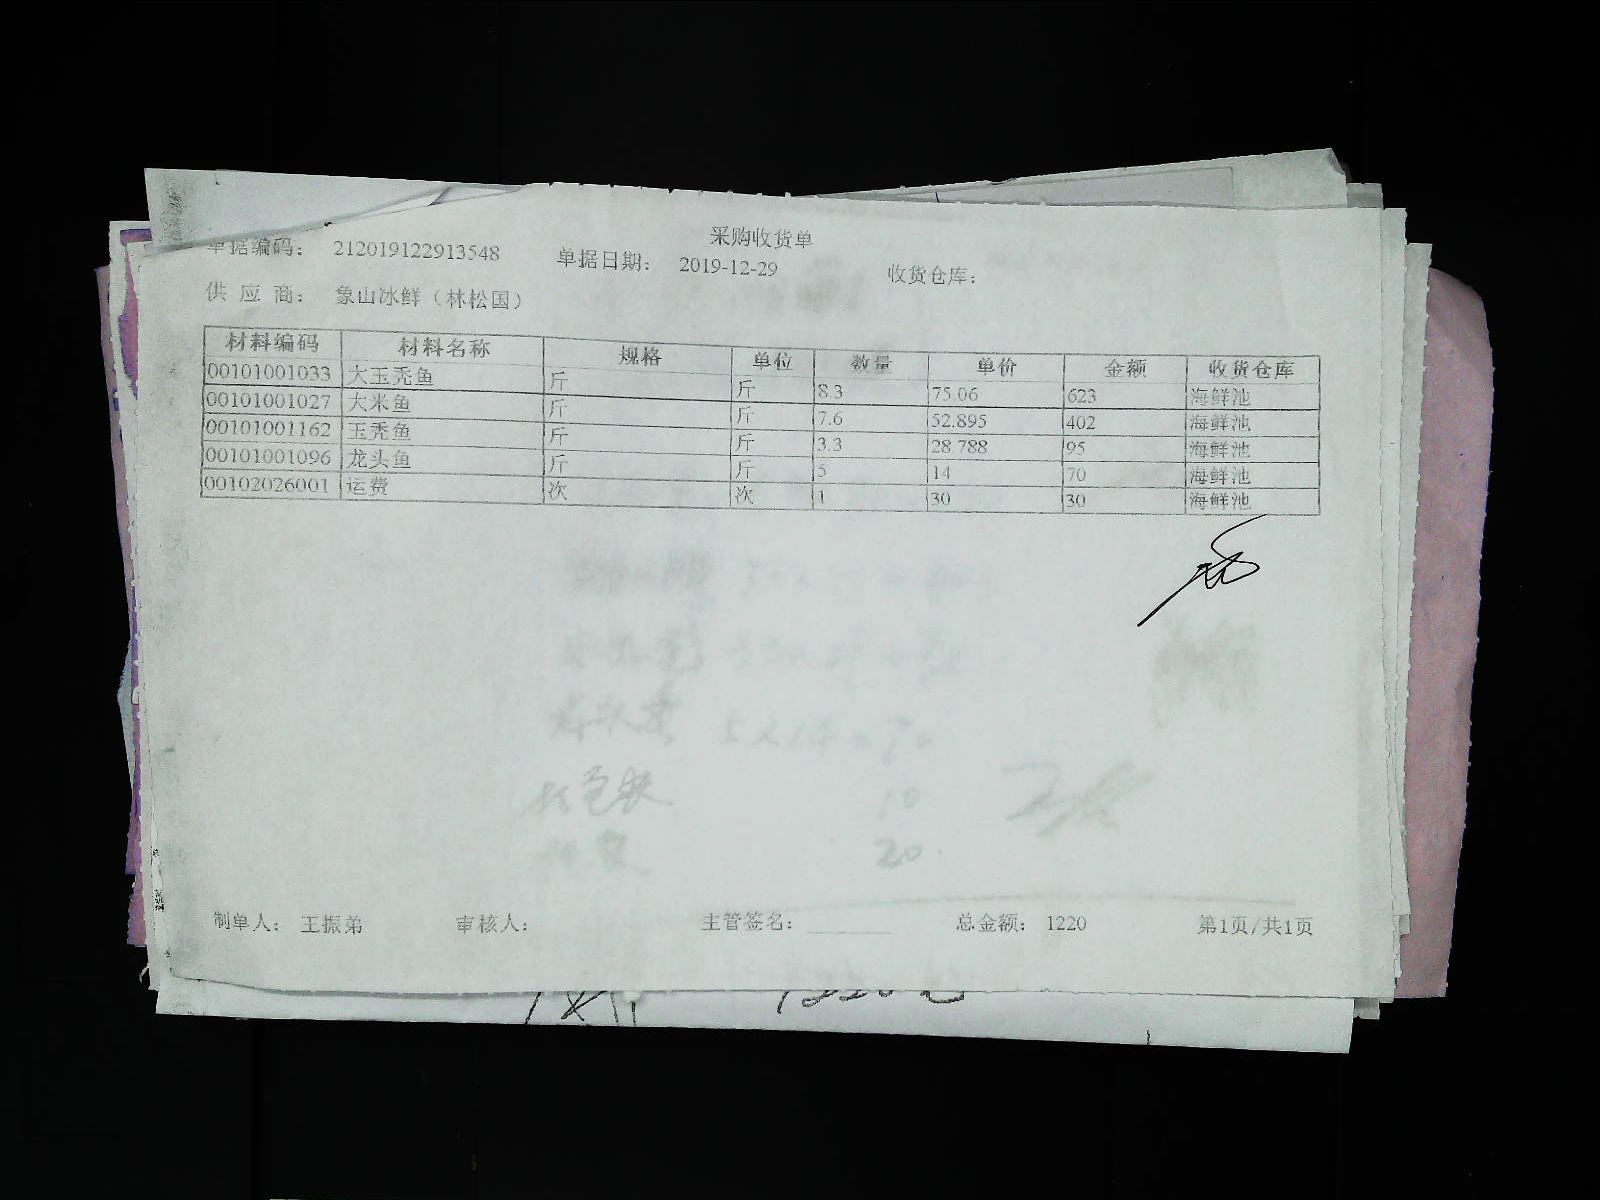 采购收货单
单据编码： 212019122913548 单据日期： 2019-12-29 收货仓库：
供 应 商： 象山冰鲜（林松国）
材料编码 材料名称 规格 单位 数量 单价 金额 收货仓库
00101001033 大玉秃鱼 斤 斤 8.3 75.06 623 海鲜池
00101001027 大米鱼 斤 斤 7.6 52.895 402 海鲜池
00101001162 玉秃鱼 斤 斤 3.3 28.788 95 海鲜池
00101001096 龙头鱼 斤 斤 5 14 70 海鲜池
00102026001 运费 次 次 1 30 30 海鲜池
5×14=70
10
20
制单人： 王振弟 审核人： 主管签名： 总金额： 1220 第1页/共1页